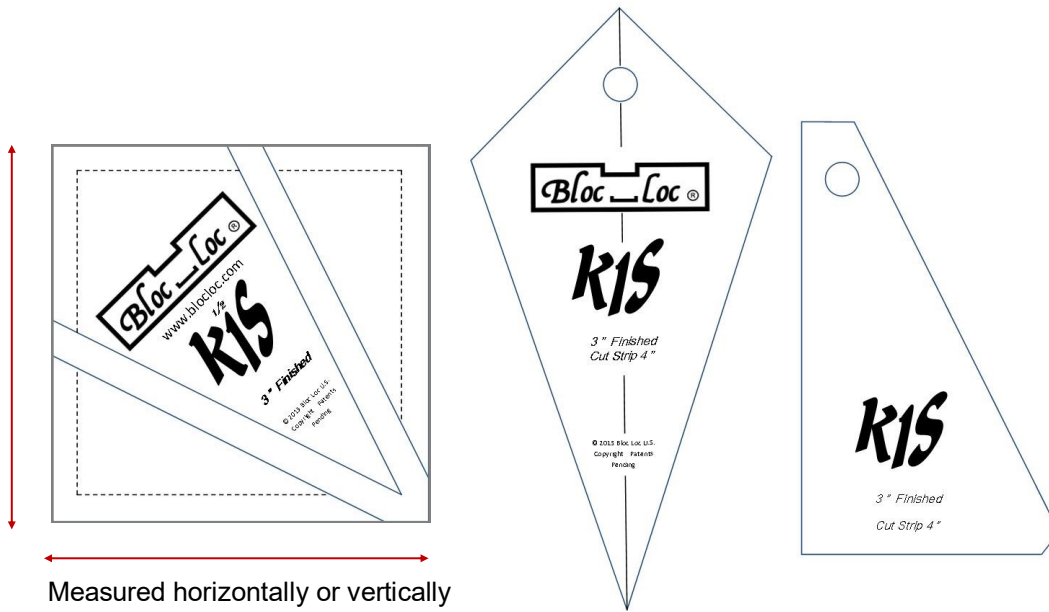 Bloc Loc ®
www.blocloc.com
1/2
K1S
3" Finished
© 2015 Bloc Loc U.S.
Copyright Patents
Pending
Measured horizontally or vertically
Bloc Loc ®
K1S
3" Finished
Cut Strip 4"
© 2015 Bloc Loc U.S.
Copyright Patents
Pending
K1S
3" Finished
Cut Strip 4"